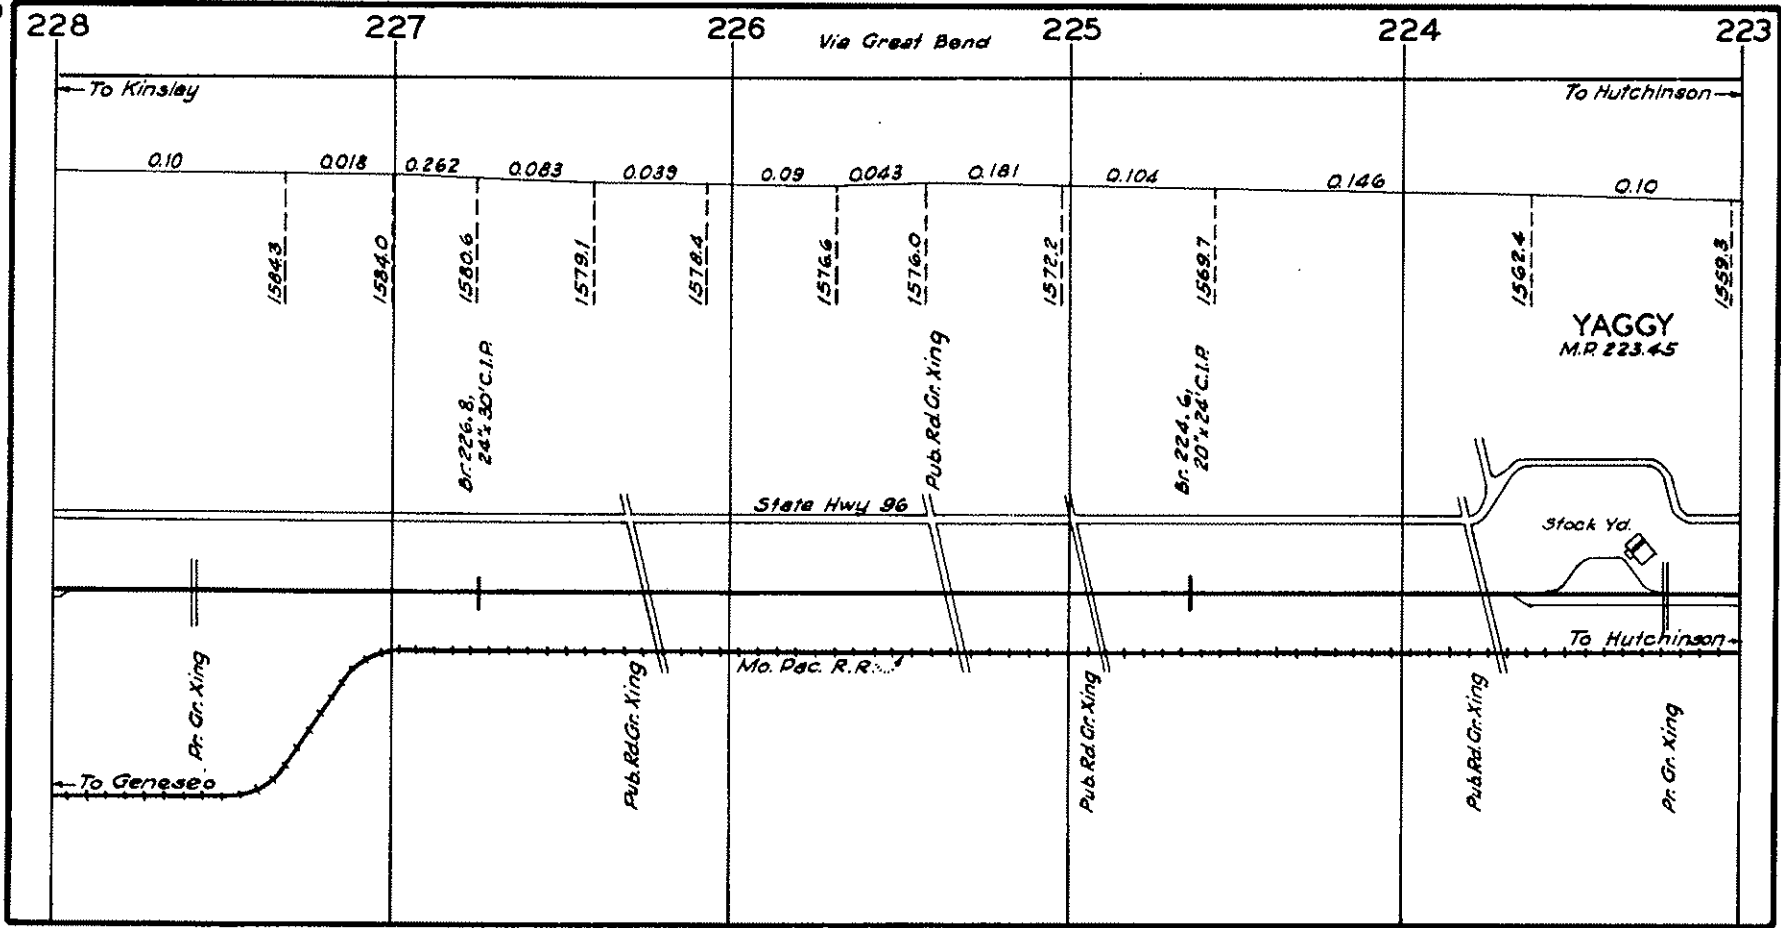 228
227
226
Via Great Bend
225
224
223
To Kinsley
To Hutchinson
0.10
0.018
0.262
0.083
0.039
0.09
0.043
0.181
0.104
0.146
0.10
1584.3
1584.0
1580.6
1579.1
1578.4
1576.6
1576.0
1572.2
1569.7
1562.4
1559.3
YAGGY
M.P. 223.45
Br. 226.8,
24"x30' C.I.P.
Pub. Rd. Gr. Xing
Br. 224.6,
20"x24' C.I.P.
State Hwy 96
Stock Yd.
To Hutchinson
Mo. Pac. R.R.
Pr. Gr. Xing
Pub. Rd. Gr. Xing
Pub. Rd. Gr. Xing
Pub. Rd. Gr. Xing
Pr. Gr. Xing
To Geneseo